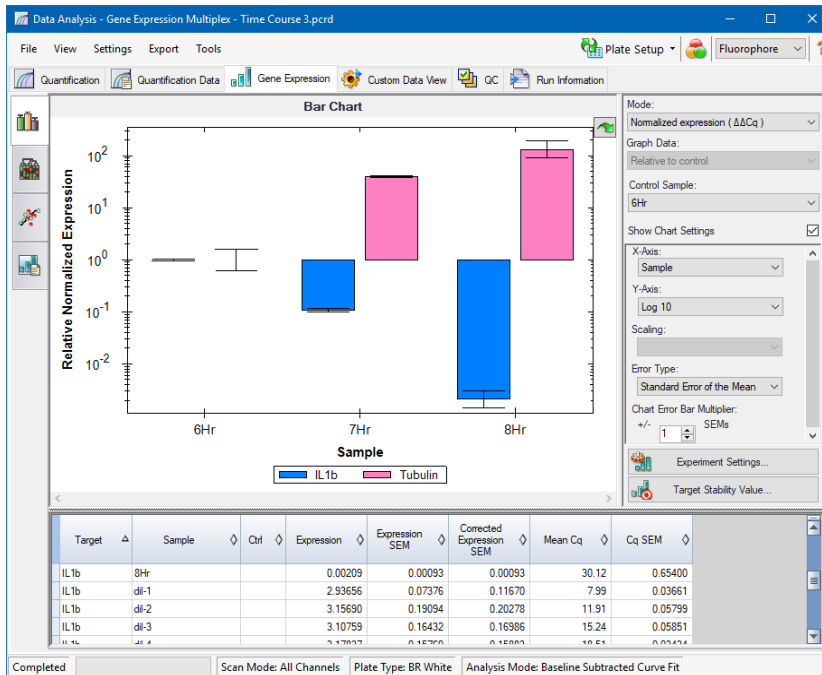 Data Analysis - Gene Expression Multiplex - Time Course 3.pcrd
File View Settings Export Tools Plate Setup Fluorophore
Quantification Quantification Data Gene Expression Custom Data View QC Run Information
Bar Chart
Relative Normalized Expression
10^2
10^1
10^0
10^-1
10^-2
6Hr 7Hr 8Hr
Sample
IL1b Tubulin
Mode:
Normalized expression ( ΔΔCq )
Graph Data:
Relative to control
Control Sample:
6Hr
Show Chart Settings
X-Axis:
Sample
Y-Axis:
Log 10
Scaling:
Error Type:
Standard Error of the Mean
Chart Error Bar Multiplier:
+/- 1 SEMs
Experiment Settings...
Target Stability Value...
Target Sample Ctrl Expression Expression SEM Corrected Expression SEM Mean Cq Cq SEM
IL1b 8Hr 0.00209 0.00093 0.00093 30.12 0.65400
IL1b dil-1 2.93656 0.07376 0.11670 7.99 0.03661
IL1b dil-2 3.15690 0.19094 0.20278 11.91 0.05799
IL1b dil-3 3.10759 0.16432 0.16986 15.24 0.05851
Completed Scan Mode: All Channels Plate Type: BR White Analysis Mode: Baseline Subtracted Curve Fit